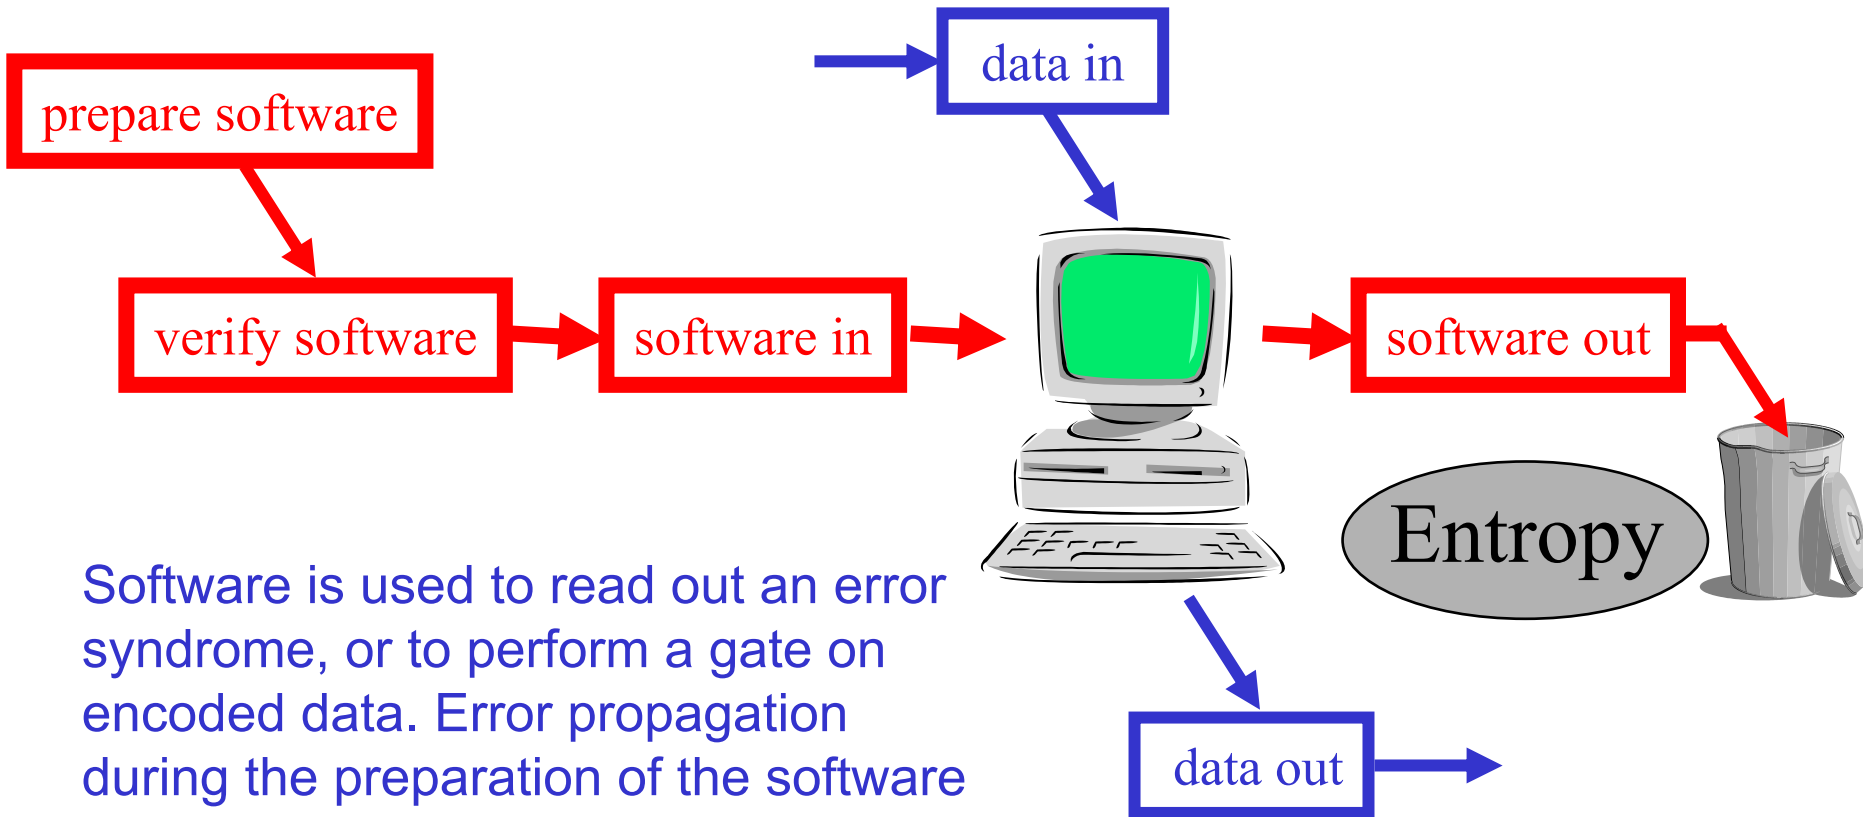 data in
prepare software
verify software
software in
software out
Entropy
Software is used to read out an error
syndrome, or to perform a gate on
encoded data. Error propagation
during the preparation of the software
data out